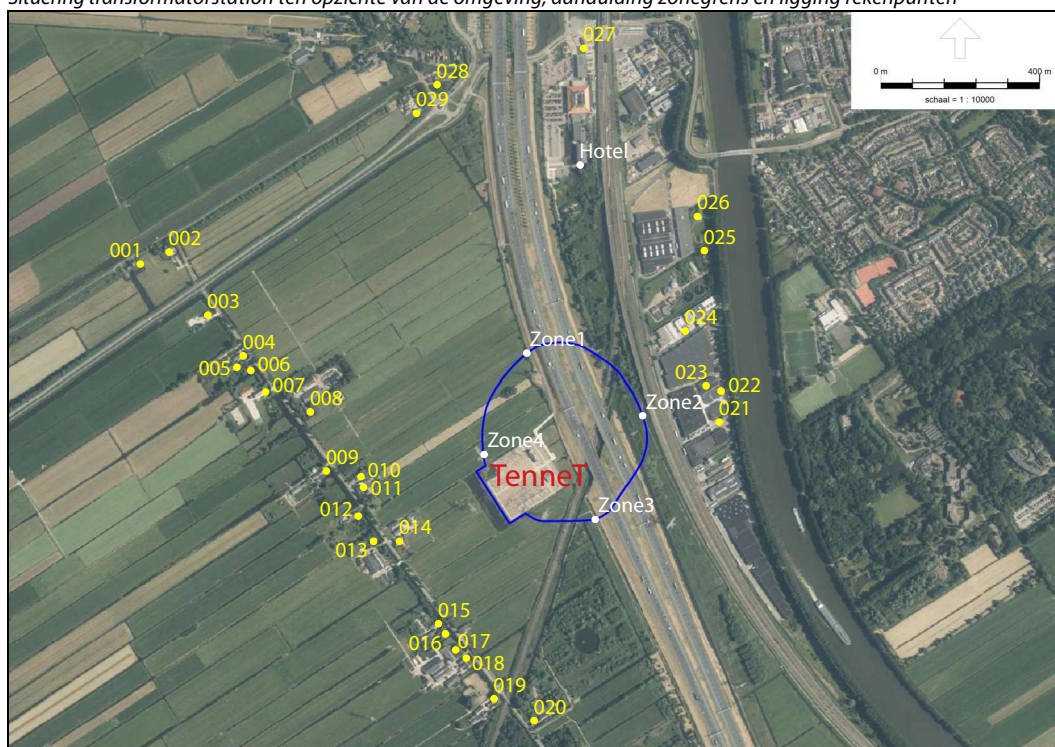 Situering transformatorstation ten opzichte van de omgeving, aanduiding zonegrens en ligging rekenpunten
027
0 m
400 m
schaal = 1 : 10000
028
029
Hotel
026
002
001
025
003
024
Zone1
004
005
006
023
022
007
008
Zone2
021
Zone4
009
010
TenneT
011
012
Zone3
014
013
015
016
017
018
019
020